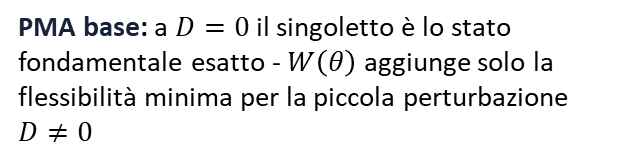 PMA base: a D = 0 il singoletto è lo stato
fondamentale esatto - W(θ) aggiunge solo la
flessibilità minima per la piccola perturbazione
D ≠ 0